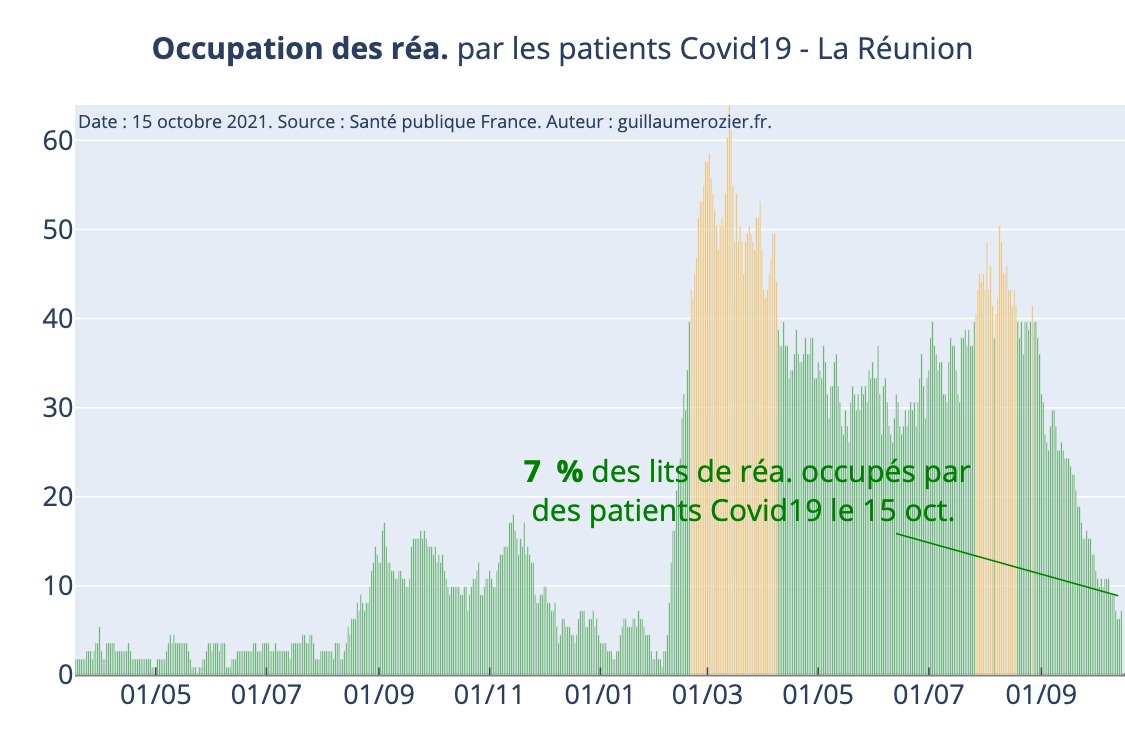 Occupation des réa. par les patients Covid19 - La Réunion
Date : 15 octobre 2021. Source : Santé publique France. Auteur : guillaumerozier.fr.
60
50
40
30
20
10
0
7 % des lits de réa. occupés par
des patients Covid19 le 15 oct.
01/05 01/07 01/09 01/11 01/01 01/03 01/05 01/07 01/09